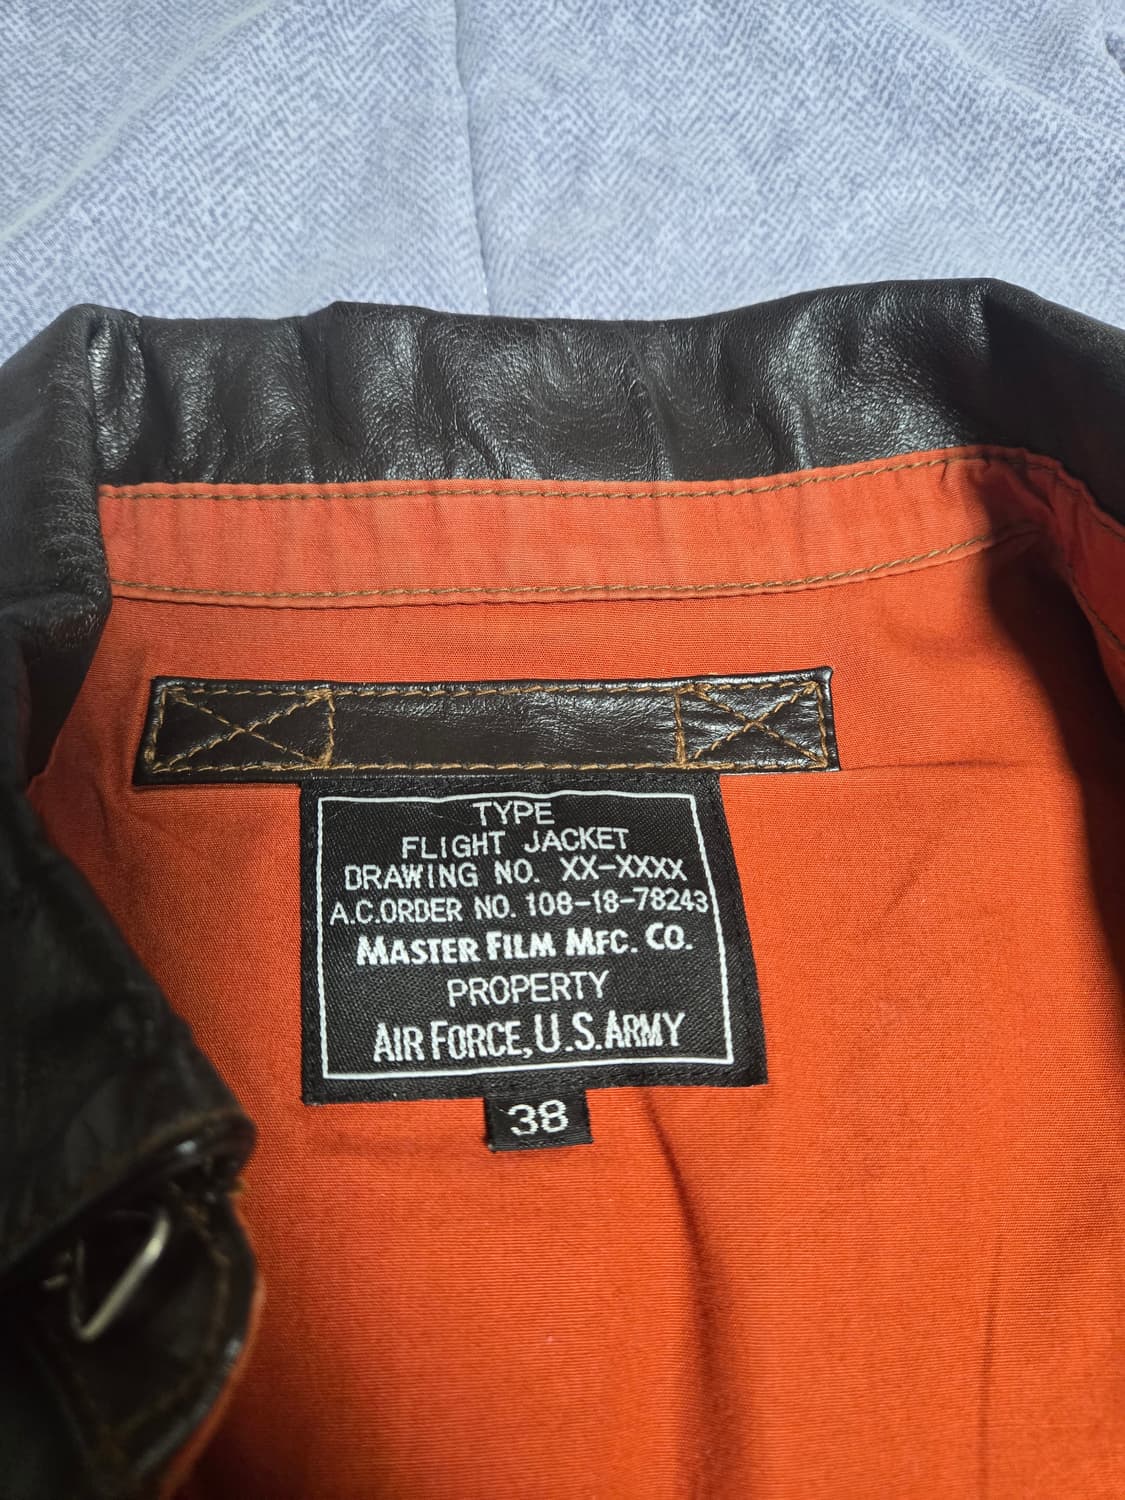 TYPE
FLIGHT JACKET
DRAWING NO. XX-XXXX
A.C.ORDER NO. 108-18-78243
MASTER FILM MFC. CO.
PROPERTY
AIR FORCE, U.S. ARMY
38